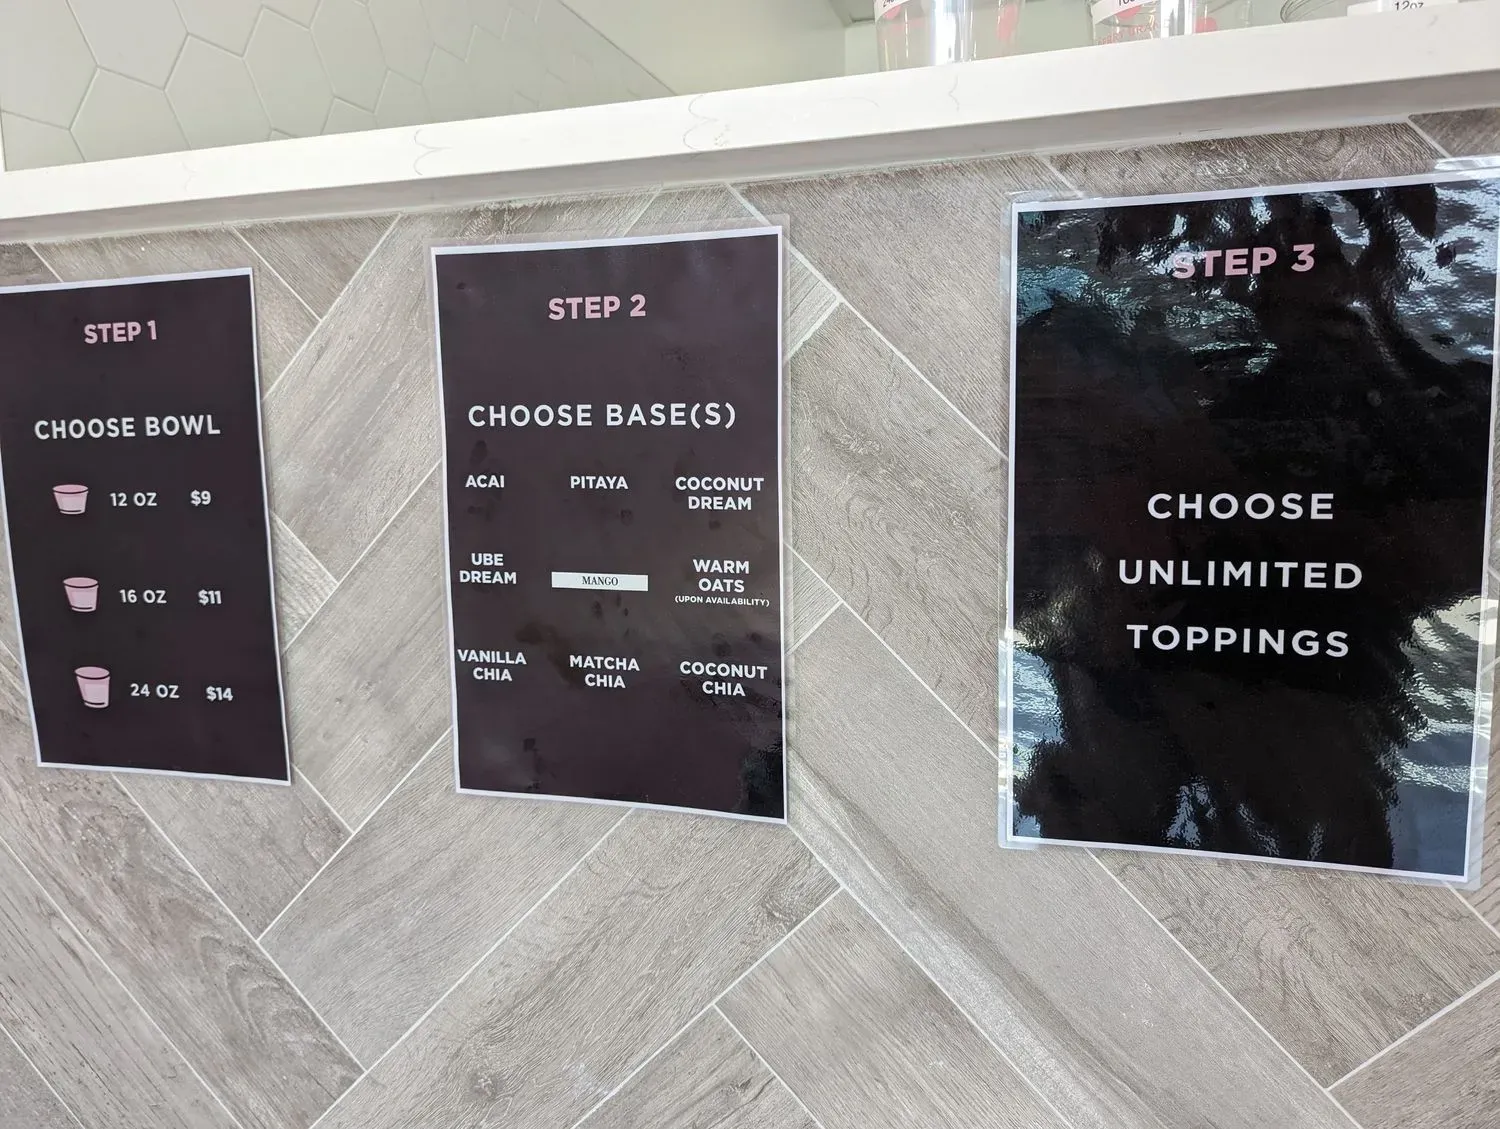 12oz
STEP 1
CHOOSE BOWL
12 OZ $9
16 OZ $11
24 OZ $14
STEP 2
CHOOSE BASE(S)
ACAI
PITAYA
COCONUT
DREAM
UBE
DREAM
MANGO
WARM
OATS
(UPON AVAILABILITY)
VANILLA
CHIA
MATCHA
CHIA
COCONUT
CHIA
STEP 3
CHOOSE
UNLIMITED
TOPPINGS